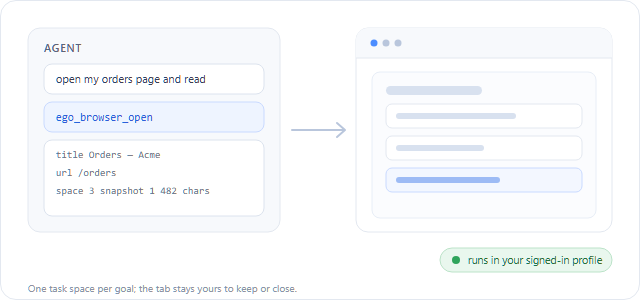 AGENT
open my orders page and read
ego_browser_open
title Orders — Acme
url /orders
space 3 snapshot 1 482 chars
runs in your signed-in profile
One task space per goal; the tab stays yours to keep or close.